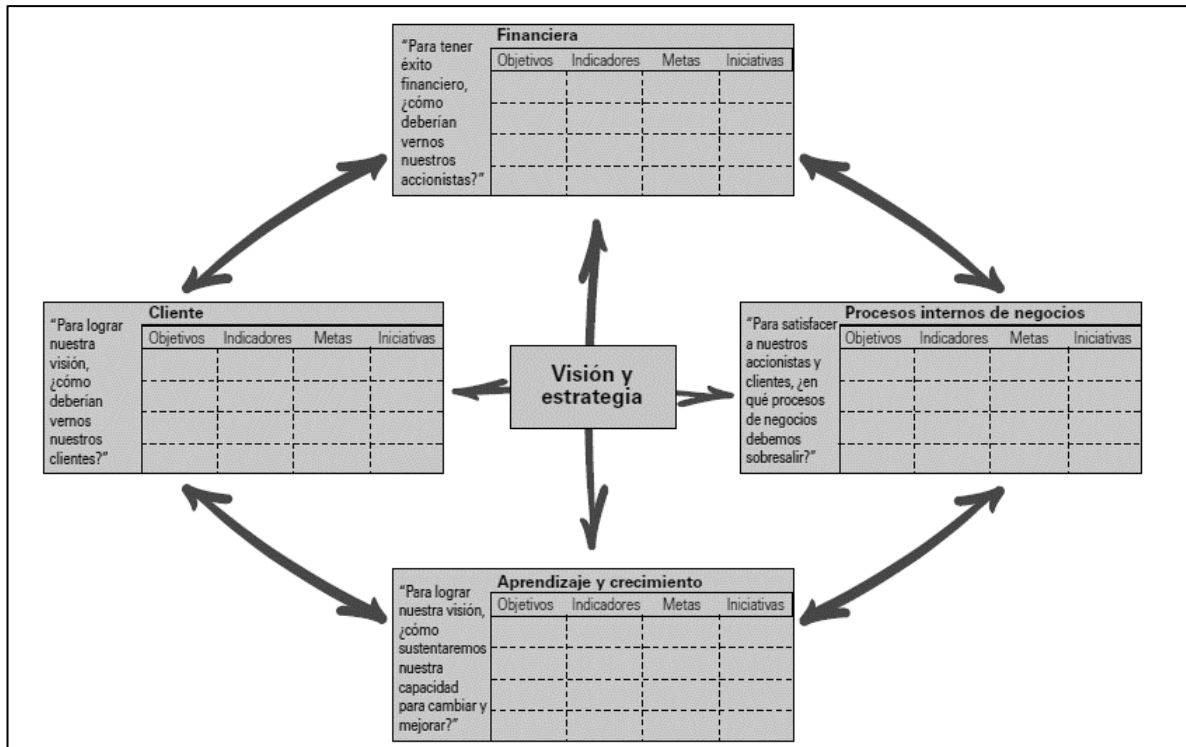 Financiera
"Para tener
éxito
financiero,
¿cómo
deberían
vernos
nuestros
accionistas?"
Objetivos Indicadores Metas Iniciativas
Cliente
"Para lograr
nuestra
visión,
¿cómo
deberían
vernos
nuestros
clientes?"
Objetivos Indicadores Metas Iniciativas
Visión y
estrategia
Procesos internos de negocios
"Para satisfacer
a nuestros
accionistas y
clientes, ¿en
qué procesos
de negocios
debemos
sobresalir?"
Objetivos Indicadores Metas Iniciativas
Aprendizaje y crecimiento
"Para lograr
nuestra visión,
¿cómo
sustentaremos
nuestra
capacidad
para cambiar y
mejorar?"
Objetivos Indicadores Metas Iniciativas